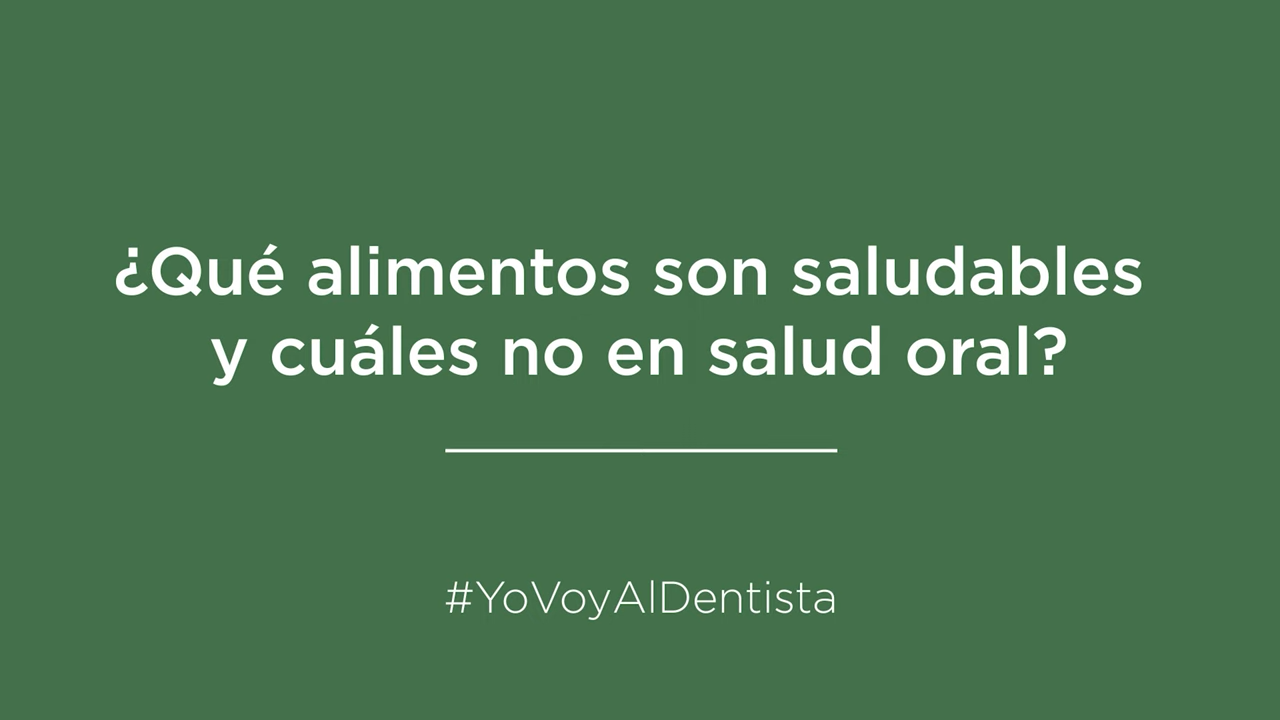 ¿Qué alimentos son saludables
y cuáles no en salud oral?
#YoVoyAlDentista